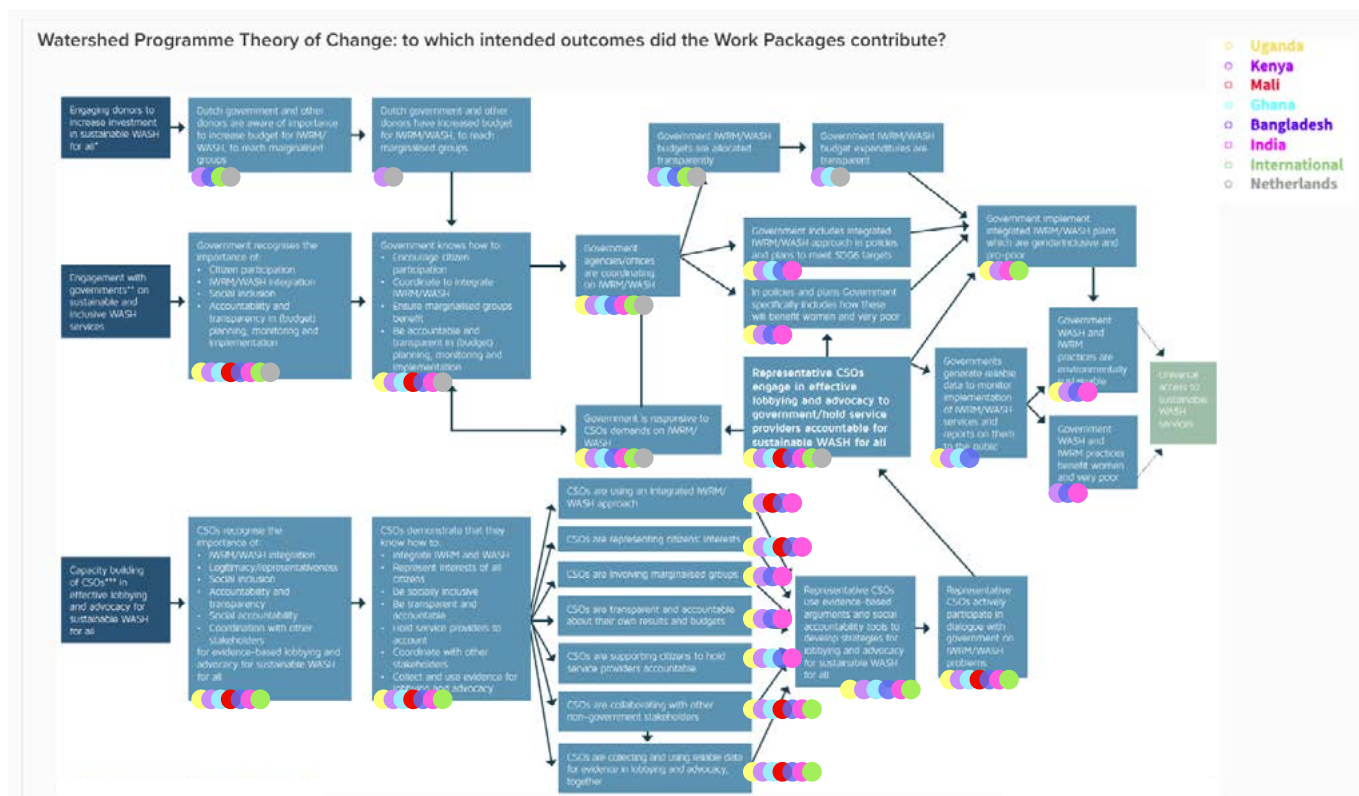 Watershed Programme Theory of Change: to which intended outcomes did the Work Packages contribute?
Uganda
Kenya
Mali
Ghana
Bangladesh
India
International
Netherlands
Engaging donors to
increase investment
in sustainable WASH
for all*
Dutch government and other
donors are aware of importance
to increase budget for IWRM/
WASH, to reach marginalised
groups
Dutch government and other
donors have increased budget
for IWRM/WASH, to reach
marginalised groups
Government IWRM/WASH
budgets are allocated
transparently
Government IWRM/WASH
budget expenditures are
transparent
Engagement with
governments** on
sustainable and
inclusive WASH
services
Government recognises the
importance of:
• Citizen participation
• IWRM/WASH integration
• Social inclusion
• Accountability and
transparency in (budget)
planning, monitoring and
implementation
Government knows how to:
• Encourage citizen
participation
• Coordinate to integrate
IWRM/WASH
• Ensure marginalised groups
benefit
• Be accountable and
transparent in (budget)
planning, monitoring and
implementation
Government
agencies/offices
are coordinating
on IWRM/WASH
Government includes integrated
IWRM/WASH approach in policies
and plans to meet SDG6 targets
In policies and plans Government
specifically includes how these
will benefit women and very poor
Government implement
integrated IWRM/WASH plans
which are gender/inclusive and
pro-poor
Government is responsive to
CSOs demands on IWRM/
WASH
Representative CSOs
engage in effective
lobbying and advocacy to
government/hold service
providers accountable for
sustainable WASH for all
Governments
generate reliable
data to monitor
implementation
of IWRM/WASH
services and
reports on them
to the public
Government
WASH and
IWRM
practices are
environmentally
sustainable
Government
WASH and
IWRM practices
benefit women
and very poor
Universal
access to
sustainable
WASH
services
Capacity building
of CSOs*** in
effective lobbying
and advocacy for
sustainable WASH
for all
CSOs recognise the
importance of:
• IWRM/WASH integration
• Legitimacy/representativeness
• Social inclusion
• Accountability and
transparency
• Social accountability
• Coordination with other
stakeholders
for evidence-based lobbying and
advocacy for sustainable WASH
for all
CSOs demonstrate that they
know how to:
• Integrate IWRM and WASH
• Represent interests of all
citizens
• Be socially inclusive
• Be transparent and
accountable
• Hold service providers to
account
• Coordinate with other
stakeholders
• Collect and use evidence for
lobbying and advocacy
CSOs are using an integrated IWRM/
WASH approach
CSOs are representing citizens' interests
CSOs are involving marginalised groups
CSOs are transparent and accountable
about their own results and budgets
CSOs are supporting citizens to hold
service providers accountable
CSOs are collaborating with other
non-government stakeholders
CSOs are collecting and using reliable data
for evidence in lobbying and advocacy,
together
Representative CSOs
use evidence-based
arguments and social
accountability tools to
develop strategies for
lobbying and advocacy
for sustainable WASH
for all
Representative
CSOs actively
participate in
dialogue with
government on
IWRM/WASH
problems